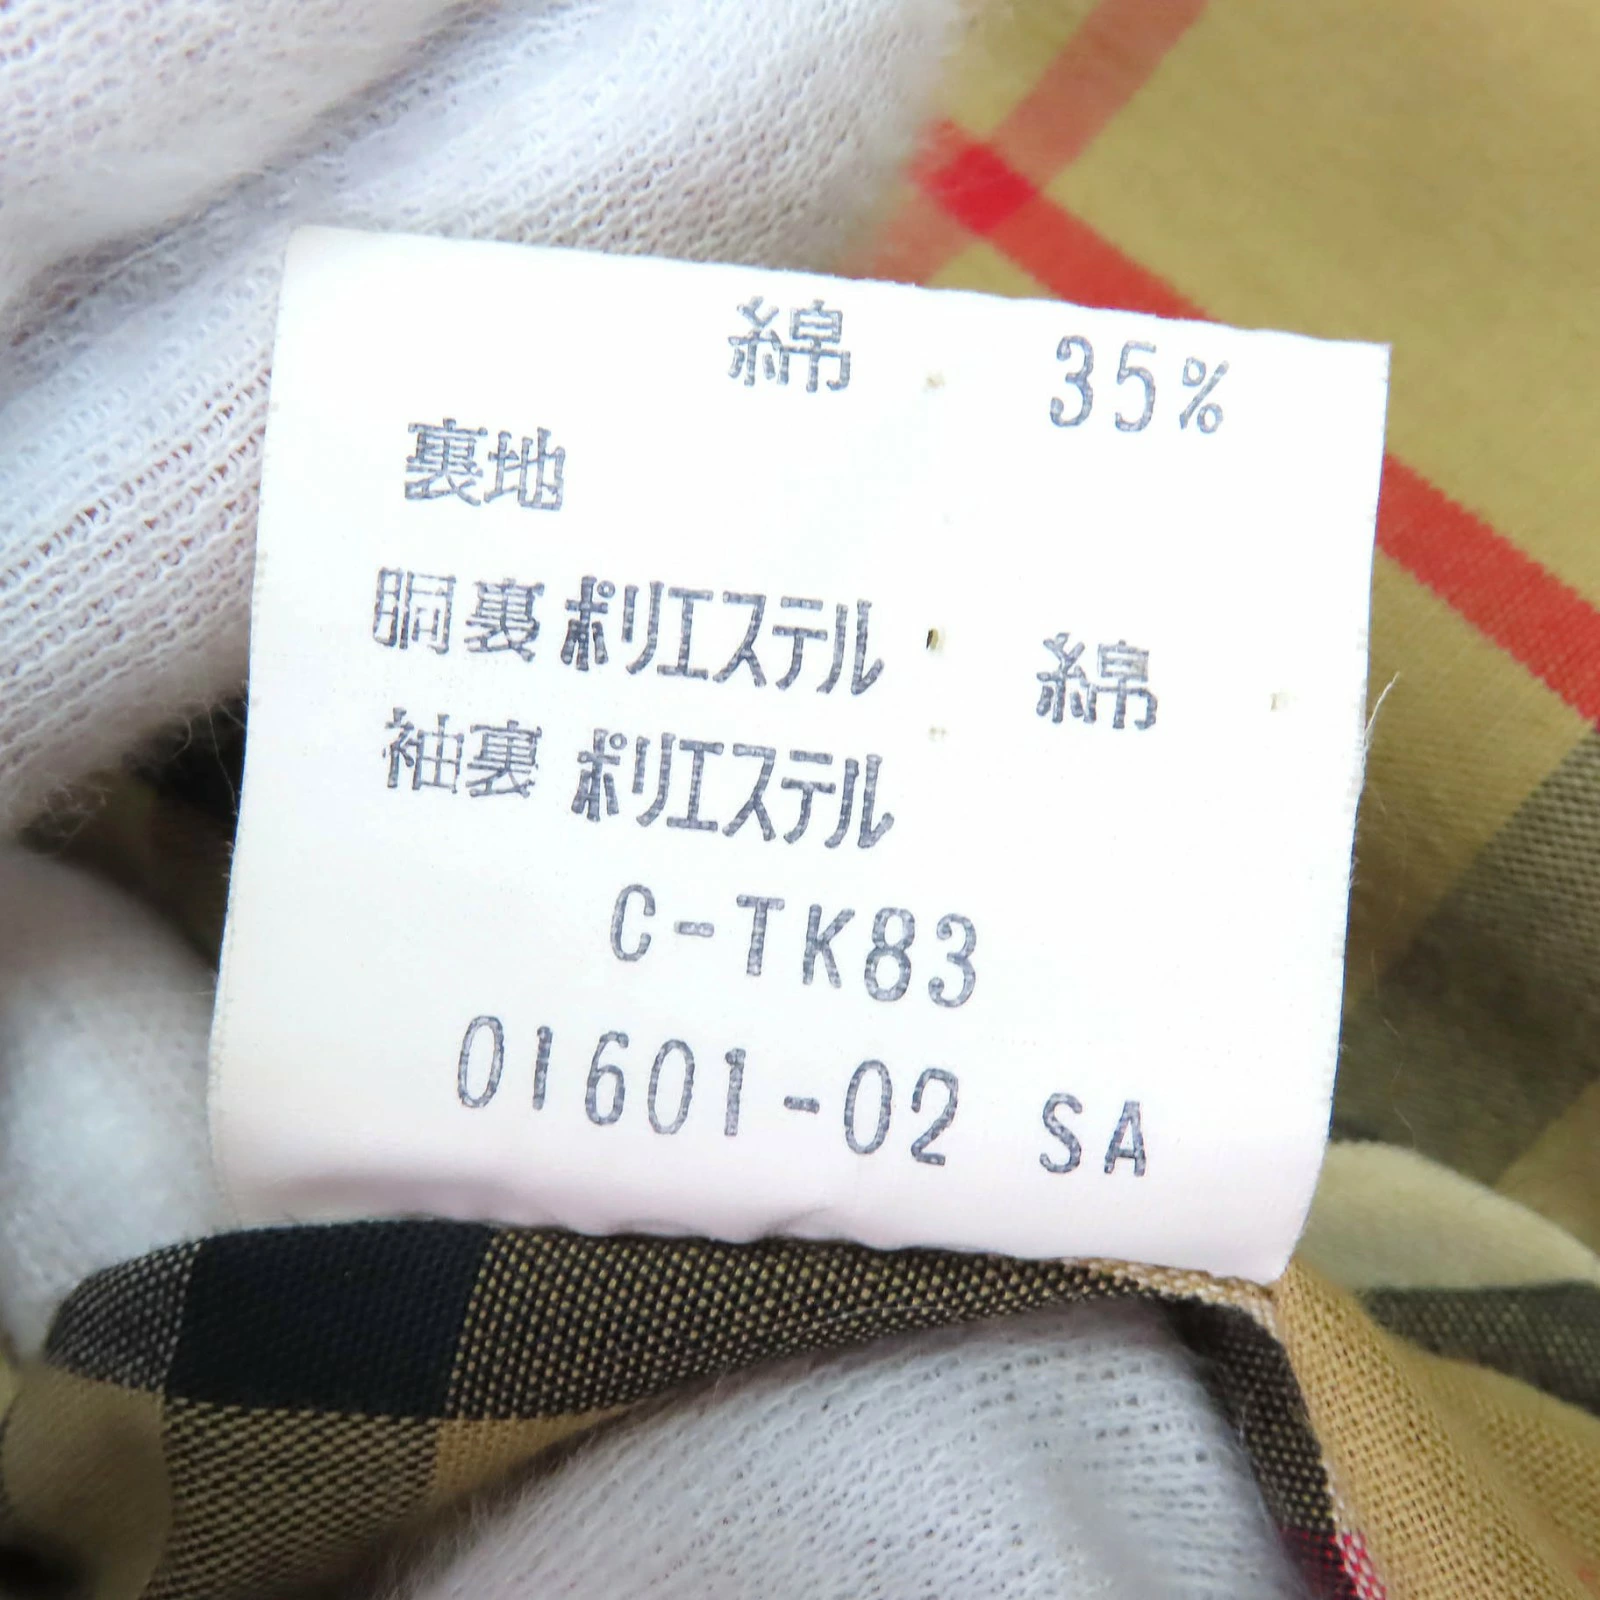 綿 35%
裏地
胴裏 ポリエステル 綿
袖裏 ポリエステル
C-TK83
01601-02 SA